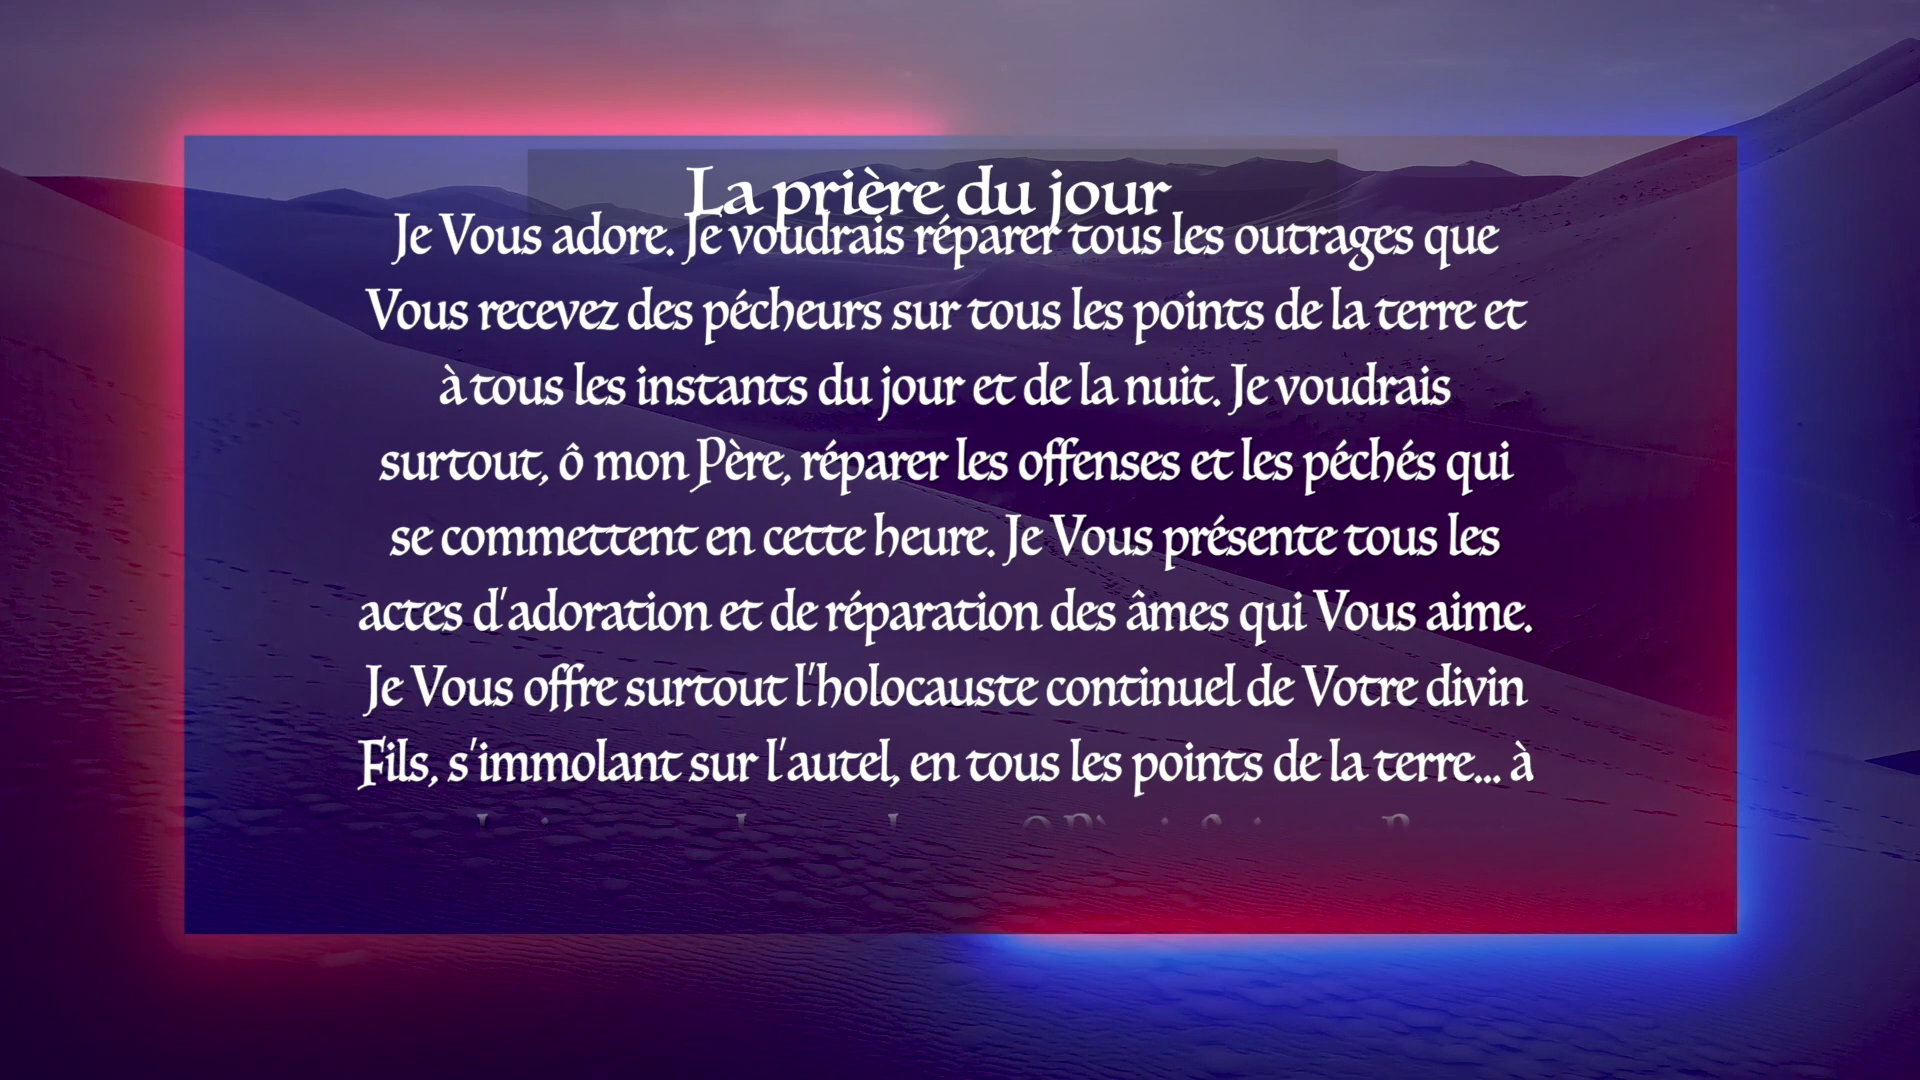 La prière du jour
Je Vous adore. Je voudrais réparer tous les outrages que
Vous recevez des pécheurs sur tous les points de la terre et
à tous les instants du jour et de la nuit. Je voudrais
surtout, ô mon Père, réparer les offenses et les péchés qui
se commettent en cette heure. Je Vous présente tous les
actes d'adoration et de réparation des âmes qui Vous aime.
Je Vous offre surtout l'holocauste continuel de Votre divin
Fils, s'immolant sur l'autel, en tous les points de la terre... à